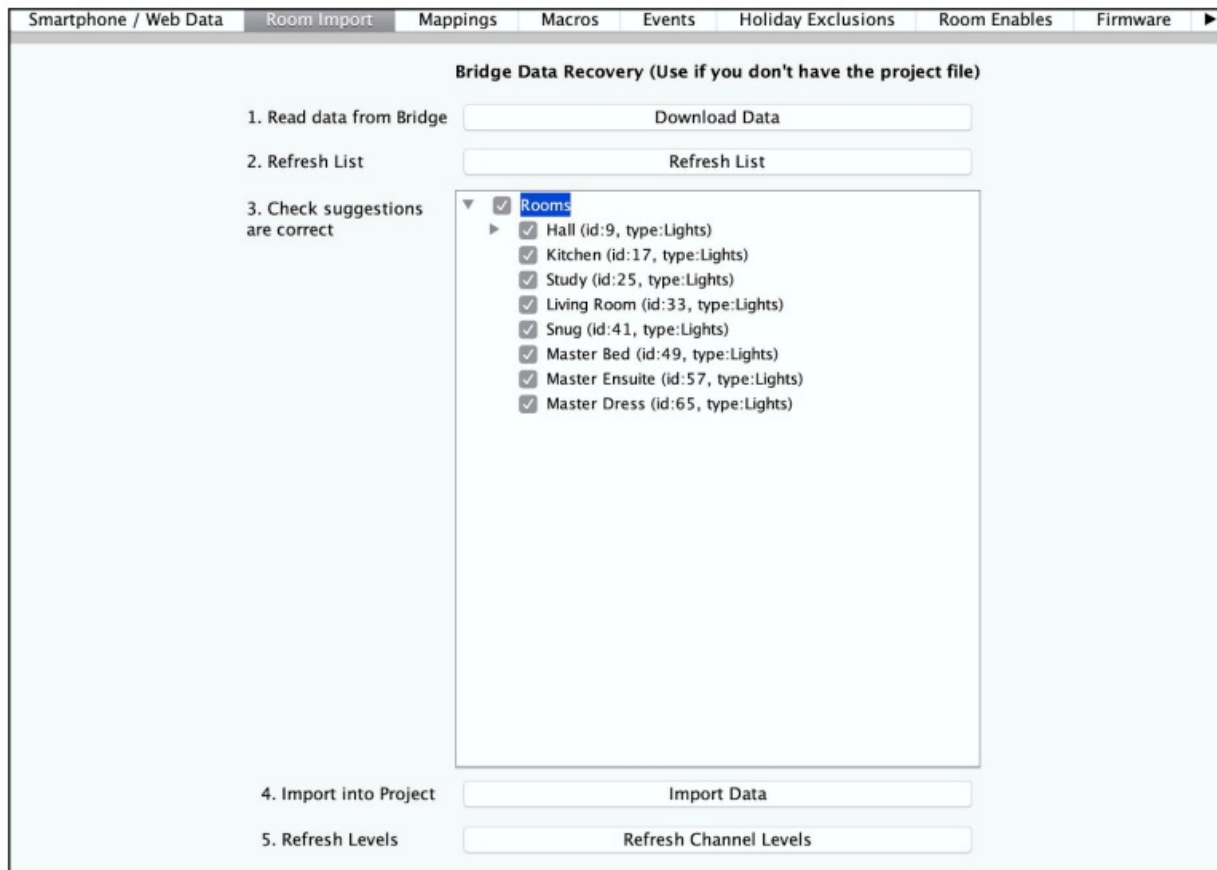 Smartphone / Web Data Room Import Mappings Macros Events Holiday Exclusions Room Enables Firmware
Bridge Data Recovery (Use if you don't have the project file)
1. Read data from Bridge Download Data
2. Refresh List Refresh List
3. Check suggestions
are correct
Rooms
Hall (id:9, type:Lights)
Kitchen (id:17, type:Lights)
Study (id:25, type:Lights)
Living Room (id:33, type:Lights)
Snug (id:41, type:Lights)
Master Bed (id:49, type:Lights)
Master Ensuite (id:57, type:Lights)
Master Dress (id:65, type:Lights)
4. Import into Project Import Data
5. Refresh Levels Refresh Channel Levels